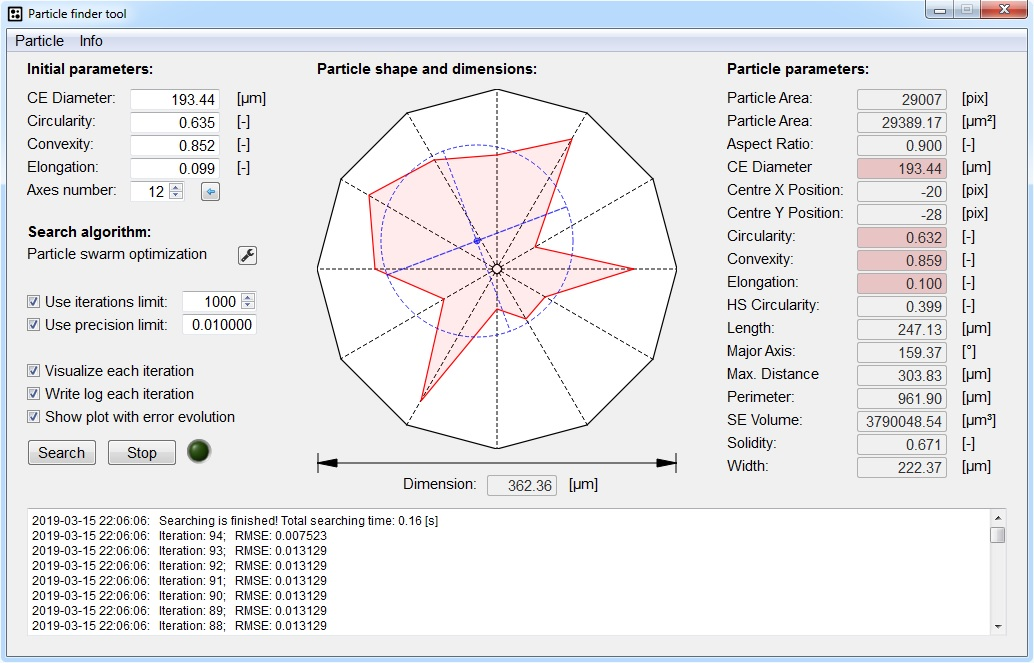 Particle finder tool
Particle Info
Initial parameters:
CE Diameter: 193.44 [µm]
Circularity: 0.635 [-]
Convexity: 0.852 [-]
Elongation: 0.099 [-]
Axes number: 12
Search algorithm:
Particle swarm optimization
Use iterations limit: 1000
Use precision limit: 0.010000
Visualize each iteration
Write log each iteration
Show plot with error evolution
Search Stop
Particle shape and dimensions:
Dimension: 362.36 [µm]
Particle parameters:
Particle Area: 29007 [pix]
Particle Area: 29389.17 [µm²]
Aspect Ratio: 0.900 [-]
CE Diameter 193.44 [µm]
Centre X Position: -20 [pix]
Centre Y Position: -28 [pix]
Circularity: 0.632 [-]
Convexity: 0.859 [-]
Elongation: 0.100 [-]
HS Circularity: 0.399 [-]
Length: 247.13 [µm]
Major Axis: 159.37 [°]
Max. Distance 303.83 [µm]
Perimeter: 961.90 [µm]
SE Volume: 3790048.54 [µm³]
Solidity: 0.671 [-]
Width: 222.37 [µm]
2019-03-15 22:06:06: Searching is finished! Total searching time: 0.16 [s]
2019-03-15 22:06:06: Iteration: 94; RMSE: 0.007523
2019-03-15 22:06:06: Iteration: 93; RMSE: 0.013129
2019-03-15 22:06:06: Iteration: 92; RMSE: 0.013129
2019-03-15 22:06:06: Iteration: 91; RMSE: 0.013129
2019-03-15 22:06:06: Iteration: 90; RMSE: 0.013129
2019-03-15 22:06:06: Iteration: 89; RMSE: 0.013129
2019-03-15 22:06:06: Iteration: 88; RMSE: 0.013129